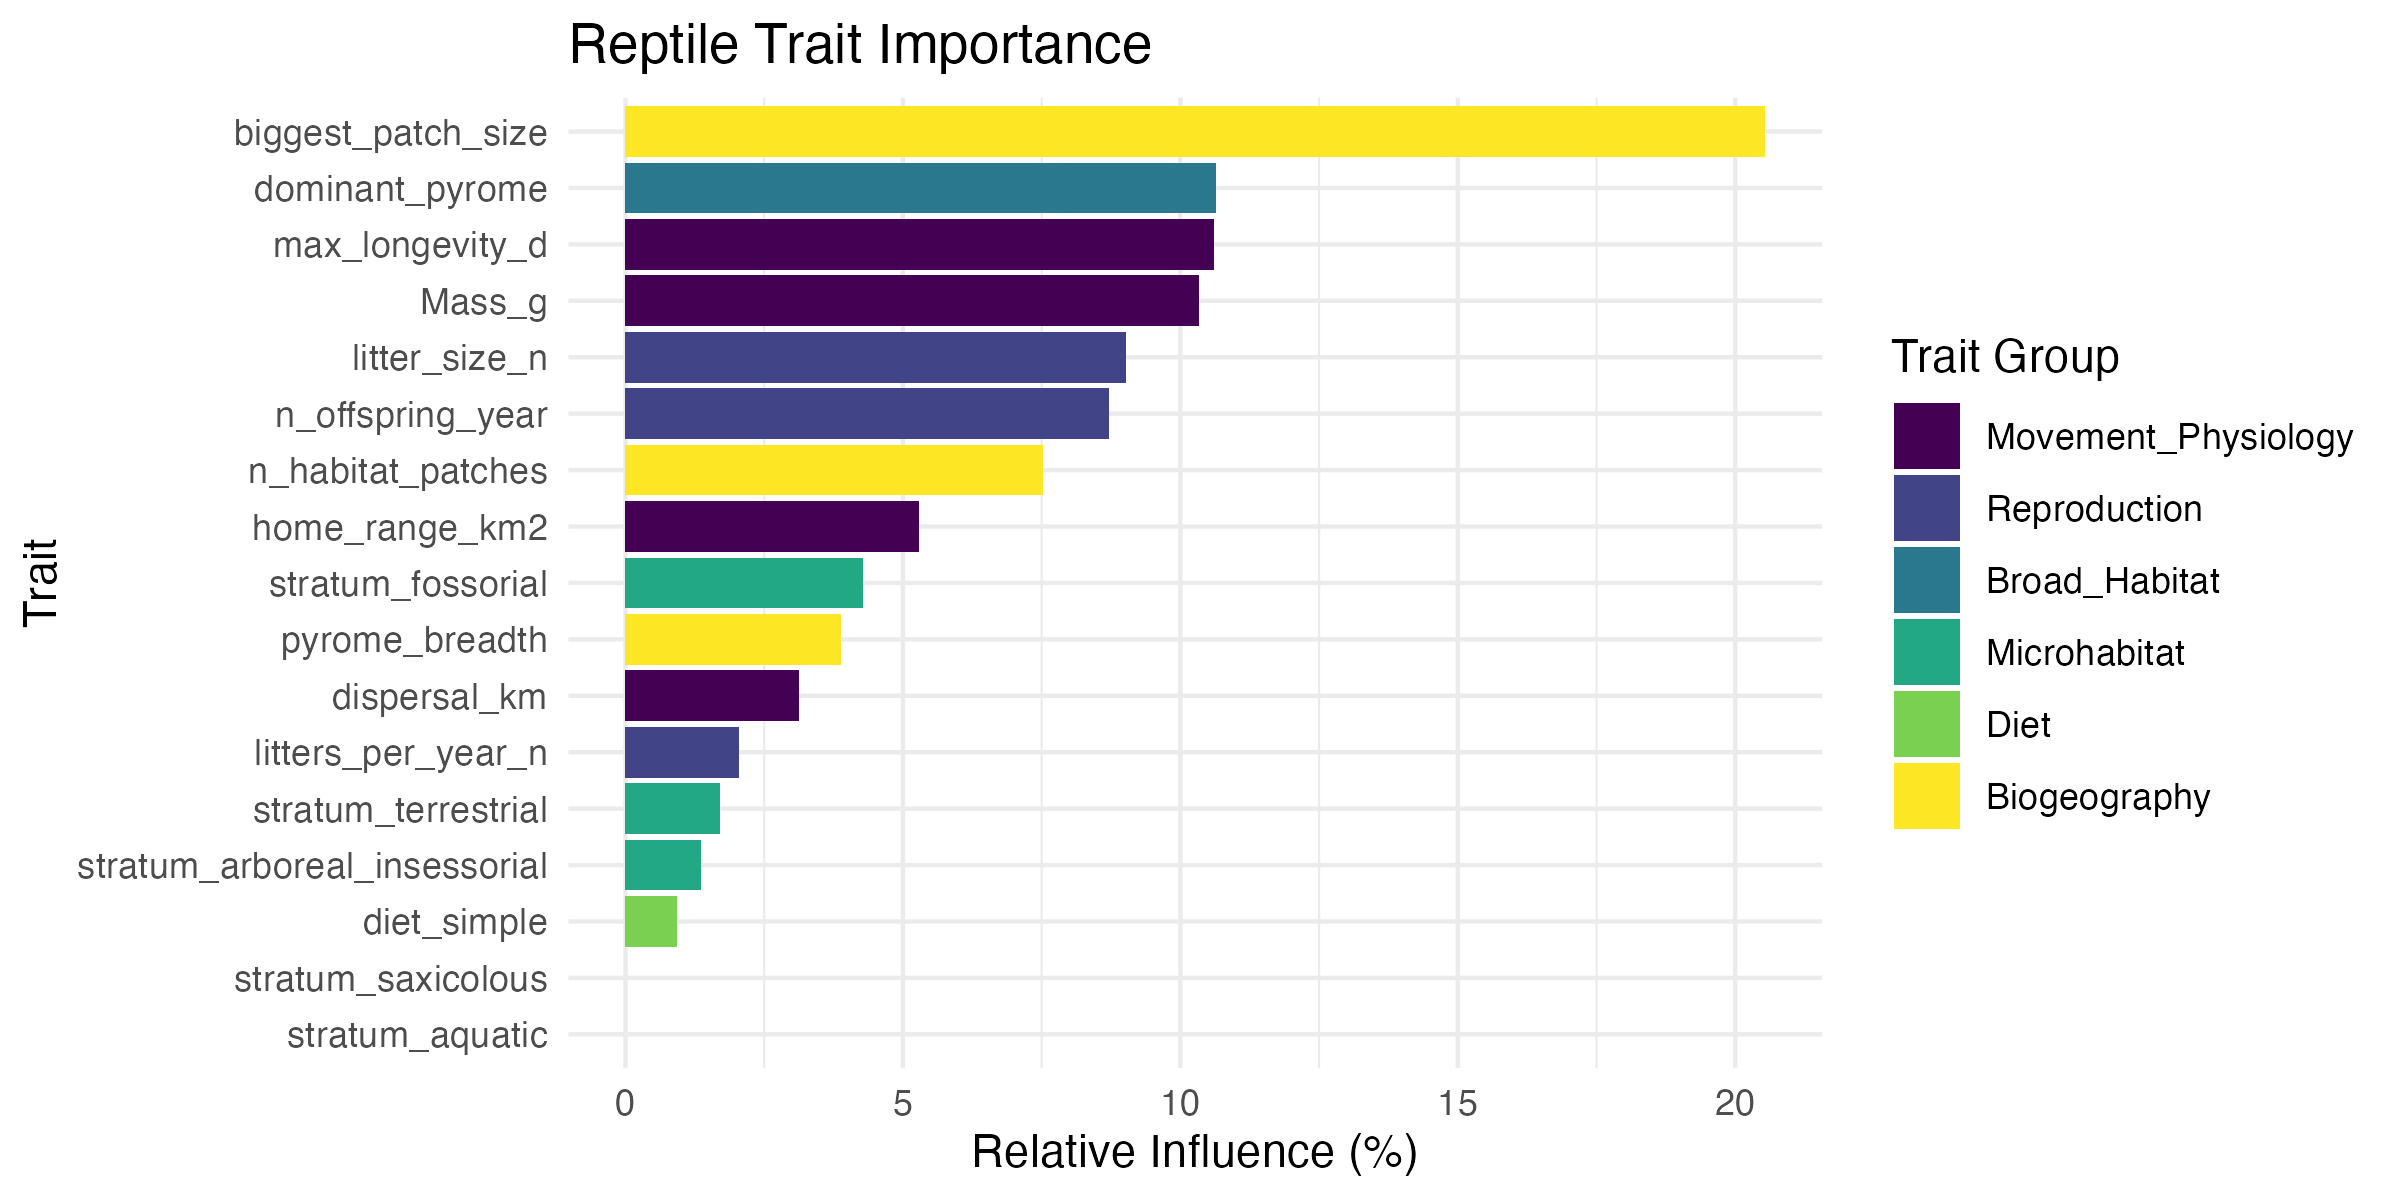 Reptile Trait Importance
Trait
biggest_patch_size
dominant_pyrome
max_longevity_d
Mass_g
litter_size_n
n_offspring_year
n_habitat_patches
home_range_km2
stratum_fossorial
pyrome_breadth
dispersal_km
litters_per_year_n
stratum_terrestrial
stratum_arboreal_insessorial
diet_simple
stratum_saxicolous
stratum_aquatic
0 5 10 15 20
Relative Influence (%)
Trait Group
Movement_Physiology
Reproduction
Broad_Habitat
Microhabitat
Diet
Biogeography